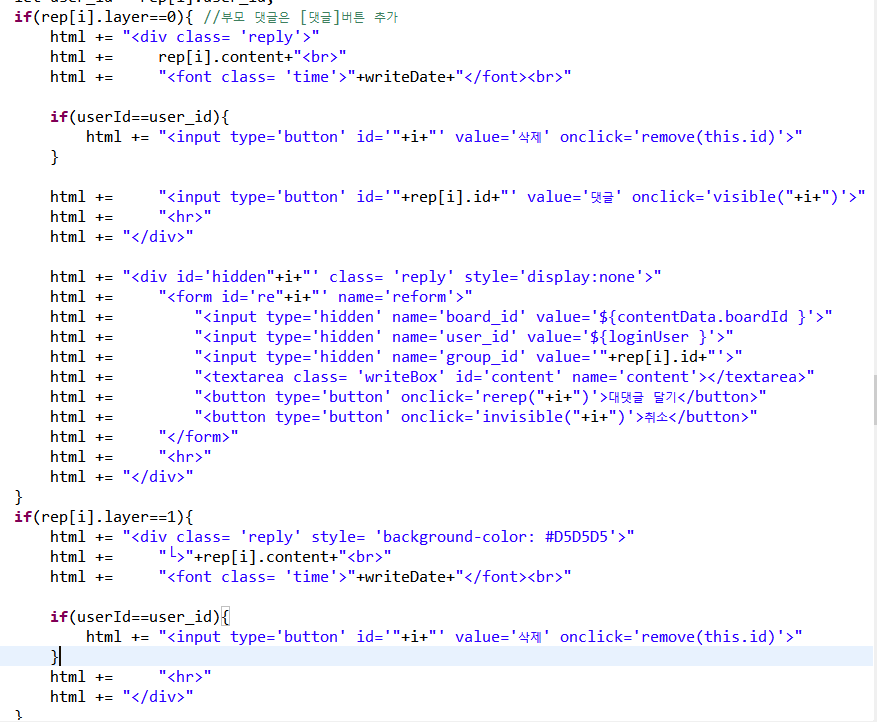 let user_id = rep[i].user_id;
if(rep[i].layer==0){ //부모 댓글은 [댓글]버튼 추가
    html += "<div class= 'reply'>"
    html +=     rep[i].content+"<br>"
    html +=     "<font class= 'time'>"+writeDate+"</font><br>"

    if(userId==user_id){
        html += "<input type='button' id='"+i+"' value='삭제' onclick='remove(this.id)'>"
    }

    html +=     "<input type='button' id='"+rep[i].id+"' value='댓글' onclick='visible("+i+")'>"
    html +=     "<hr>"
    html += "</div>"

    html += "<div id='hidden"+i+"' class= 'reply' style='display:none'>"
    html +=     "<form id='re"+i+"' name='reform'>"
    html +=         "<input type='hidden' name='board_id' value='${contentData.boardId }'>"
    html +=         "<input type='hidden' name='user_id' value='${loginUser }'>"
    html +=         "<input type='hidden' name='group_id' value='"+rep[i].id+"'>"
    html +=         "<textarea class= 'writeBox' id='content' name='content'></textarea>"
    html +=         "<button type='button' onclick='rerep("+i+")'>대댓글 달기</button>"
    html +=         "<button type='button' onclick='invisible("+i+")'>취소</button>"
    html +=     "</form>"
    html +=     "<hr>"
    html += "</div>"
}
if(rep[i].layer==1){
    html += "<div class= 'reply' style= 'background-color: #D5D5D5'>"
    html +=     "└>"+rep[i].content+"<br>"
    html +=     "<font class= 'time'>"+writeDate+"</font><br>"

    if(userId==user_id){
        html += "<input type='button' id='"+i+"' value='삭제' onclick='remove(this.id)'>"
    }
    html +=     "<hr>"
    html += "</div>"
}